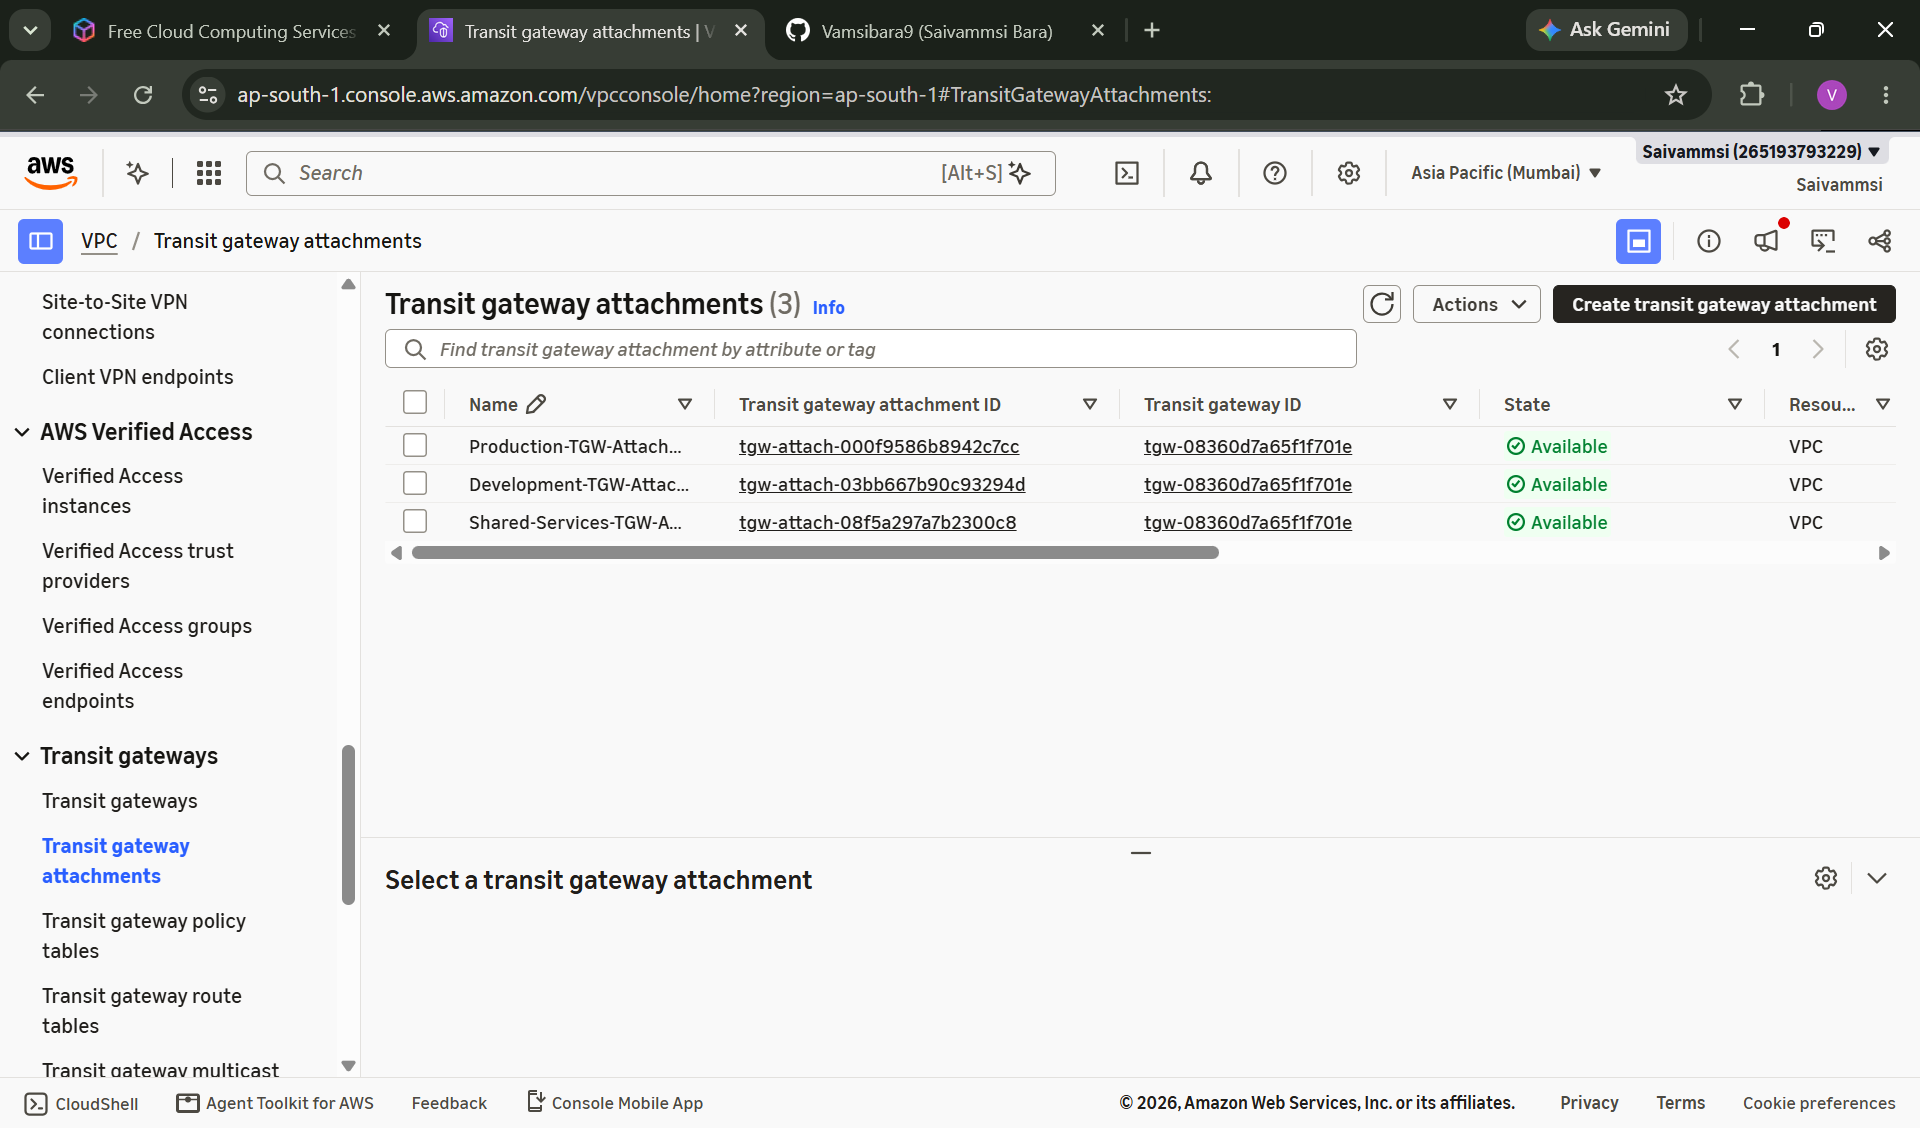 Free Cloud Computing Services
Transit gateway attachments | V
Vamsibara9 (Saivammsi Bara)
Ask Gemini
ap-south-1.console.aws.amazon.com/vpcconsole/home?region=ap-south-1#TransitGatewayAttachments:
V
aws
Search
[Alt+S]
Asia Pacific (Mumbai)
Saivammsi (265193793229)
Saivammsi
VPC / Transit gateway attachments
Site-to-Site VPN
connections
Client VPN endpoints
AWS Verified Access
Verified Access
instances
Verified Access trust
providers
Verified Access groups
Verified Access
endpoints
Transit gateways
Transit gateways
Transit gateway
attachments
Transit gateway policy
tables
Transit gateway route
tables
Transit gateway multicast
Transit gateway attachments (3) Info
Actions
Create transit gateway attachment
Find transit gateway attachment by attribute or tag
1
Name Transit gateway attachment ID Transit gateway ID State Resou...
Production-TGW-Attach... tgw-attach-000f9586b8942c7cc tgw-08360d7a65f1f701e Available VPC
Development-TGW-Attac... tgw-attach-03bb667b90c93294d tgw-08360d7a65f1f701e Available VPC
Shared-Services-TGW-A... tgw-attach-08f5a297a7b2300c8 tgw-08360d7a65f1f701e Available VPC
Select a transit gateway attachment
CloudShell Agent Toolkit for AWS Feedback Console Mobile App © 2026, Amazon Web Services, Inc. or its affiliates. Privacy Terms Cookie preferences